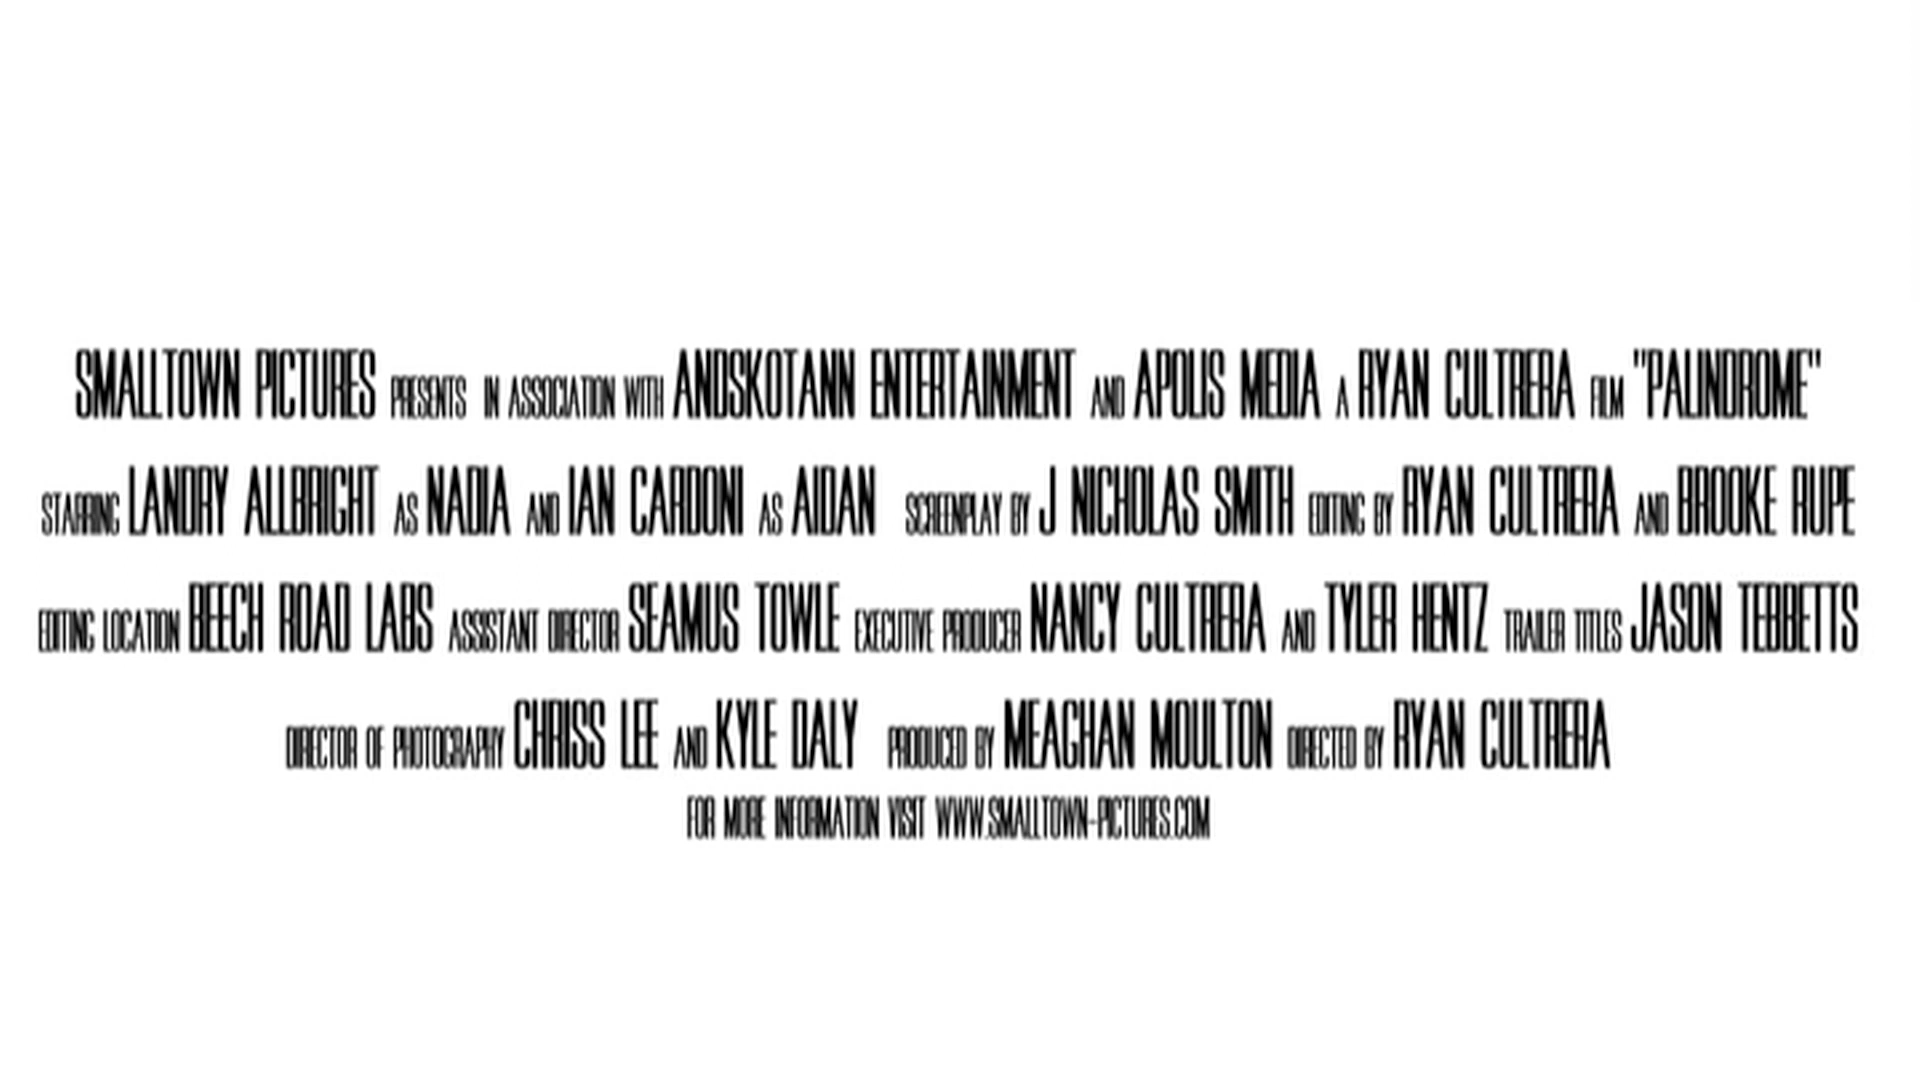 SMALLTOWN PICTURES PRESENTS IN ASSOCIATION WITH ANDSKOTANN ENTERTAINMENT AND APOLIS MEDIA A RYAN CULTRERA FILM "PALINDROME"
STARRING LANDRY ALLBRIGHT AS NADIA AND IAN CARDONI AS AIDAN SCREENPLAY BY J NICHOLAS SMITH EDITING BY RYAN CULTRERA AND BROOKE RUPE
EDITING LOCATION BEECH ROAD LABS ASSISTANT DIRECTOR SEAMUS TOWLE EXECUTIVE PRODUCER NANCY CULTRERA AND TYLER HENTZ TRAILER TITLES JASON TEBBETTS
DIRECTOR OF PHOTOGRAPHY CHRISS LEE AND KYLE DALY PRODUCED BY MEAGHAN MOULTON DIRECTED BY RYAN CULTRERA
FOR MORE INFORMATION VISIT WWW.SMALLTOWN-PICTURES.COM